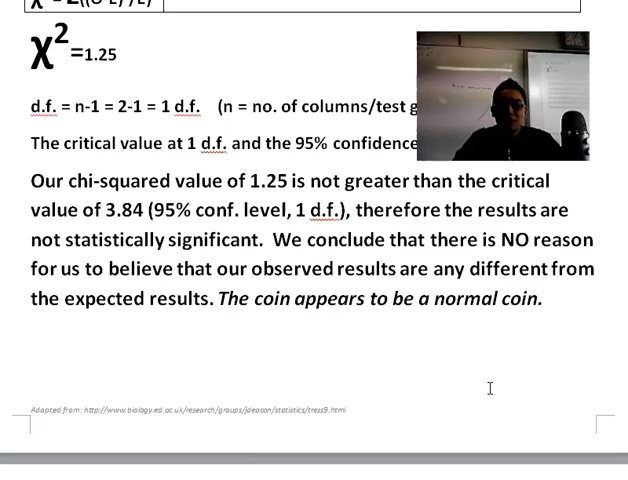 χ² = Σ((O-E)²/E)
χ²=1.25
d.f. = n-1 = 2-1 = 1 d.f. (n = no. of columns/test g
The critical value at 1 d.f. and the 95% confidence
Our chi-squared value of 1.25 is not greater than the critical
value of 3.84 (95% conf. level, 1 d.f.), therefore the results are
not statistically significant. We conclude that there is NO reason
for us to believe that our observed results are any different from
the expected results. The coin appears to be a normal coin.
Adapted from: http://www.biology.ed.ac.uk/research/groups/jdeacon/statistics/tress9.html